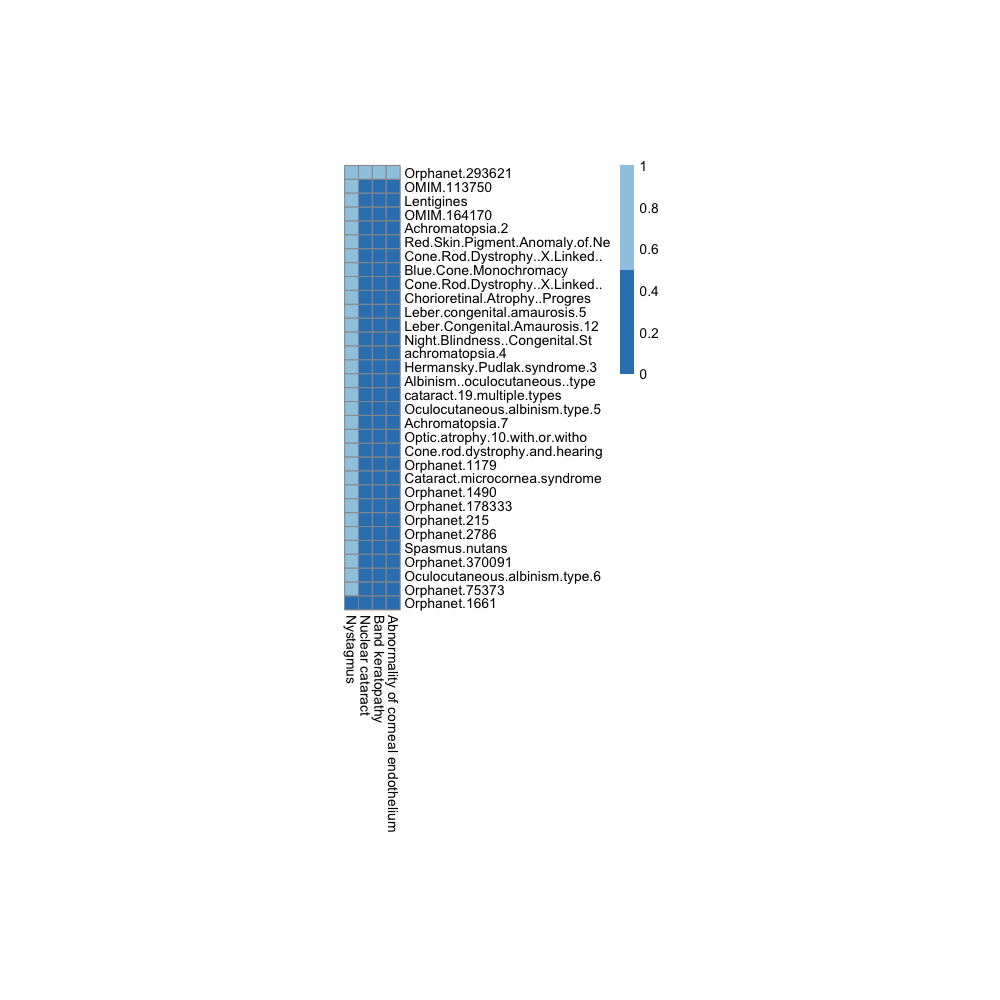 Orphanet.293621
OMIM.113750
Lentigines
OMIM.164170
Achromatopsia.2
Red.Skin.Pigment.Anomaly.of.Ne
Cone.Rod.Dystrophy..X.Linked..
Blue.Cone.Monochromacy
Cone.Rod.Dystrophy..X.Linked..
Chorioretinal.Atrophy..Progres
Leber.congenital.amaurosis.5
Leber.Congenital.Amaurosis.12
Night.Blindness..Congenital.St
achromatopsia.4
Hermansky.Pudlak.syndrome.3
Albinism..oculocutaneous..type
cataract.19.multiple.types
Oculocutaneous.albinism.type.5
Achromatopsia.7
Optic.atrophy.10.with.or.witho
Cone.rod.dystrophy.and.hearing
Orphanet.1179
Cataract.microcornea.syndrome
Orphanet.1490
Orphanet.178333
Orphanet.215
Orphanet.2786
Spasmus.nutans
Orphanet.370091
Oculocutaneous.albinism.type.6
Orphanet.75373
Orphanet.1661
1
0.8
0.6
0.4
0.2
0
Nystagmus
Nuclear cataract
Band keratopathy
Abnormality of corneal endothelium